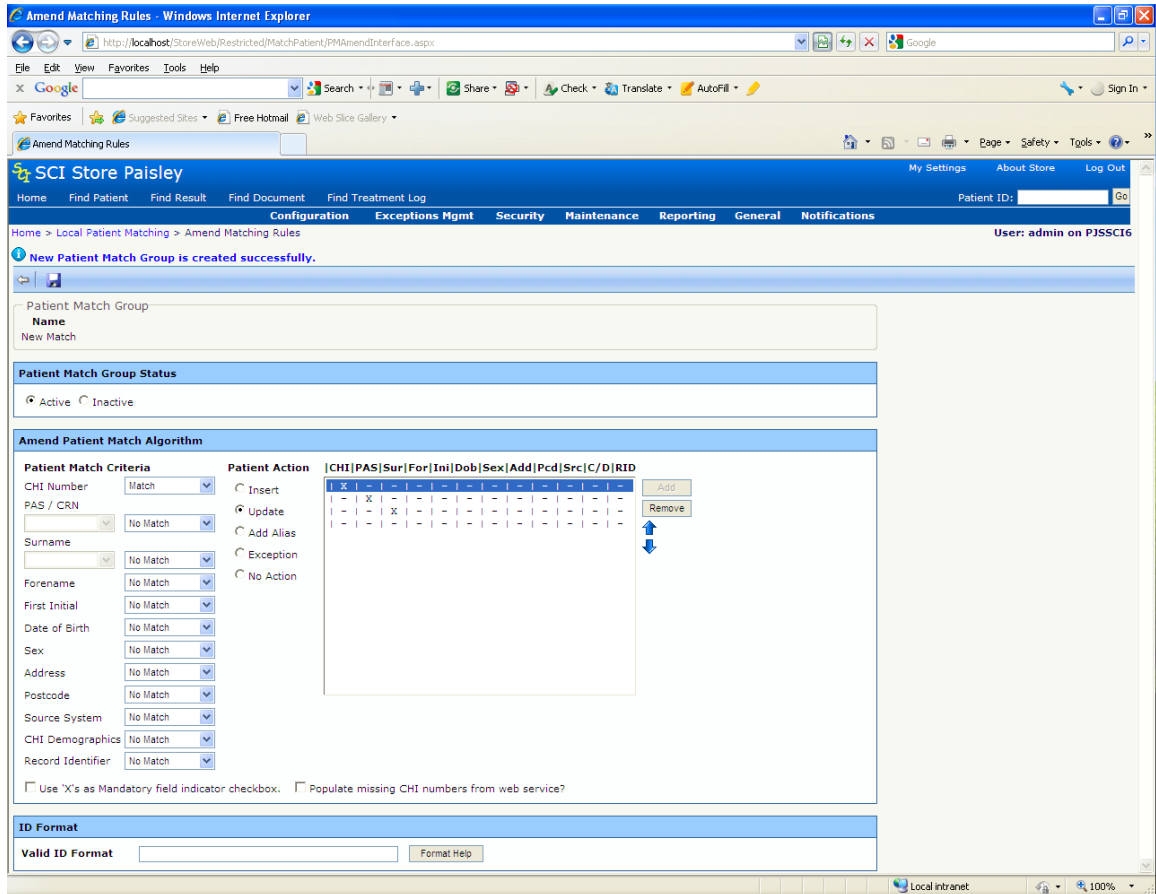 Amend Matching Rules - Windows Internet Explorer
http://localhost/StoreWeb/Restricted/MatchPatient/PMAmendInterface.aspx
Google
File Edit View Favorites Tools Help
x Google Search Share Check Translate AutoFill Sign In
Favorites Suggested Sites Free Hotmail Web Slice Gallery
Amend Matching Rules Page Safety Tools »
SCI Store Paisley My Settings About Store Log Out
Home Find Patient Find Result Find Document Find Treatment Log Patient ID: Go
Configuration Exceptions Mgmt Security Maintenance Reporting General Notifications
Home > Local Patient Matching > Amend Matching Rules User: admin on PJSSCI6
New Patient Match Group is created successfully.
Patient Match Group
Name
New Match
Patient Match Group Status
Active Inactive
Amend Patient Match Algorithm
Patient Match Criteria Patient Action |CHI|PAS|Sur|For|Ini|Dob|Sex|Add|Pcd|Src|C/D|RID
CHI Number Match Insert | X | - | - | - | - | - | - | - | - | - | - | - Add
PAS / CRN | - | X | - | - | - | - | - | - | - | - | - | -
No Match Update | - | - | X | - | - | - | - | - | - | - | - | - Remove
| - | - | - | - | - | - | - | - | - | - | - | -
Surname Add Alias
No Match Exception
Forename No Match No Action
First Initial No Match
Date of Birth No Match
Sex No Match
Address No Match
Postcode No Match
Source System No Match
CHI Demographics No Match
Record Identifier No Match
Use 'X's as Mandatory field indicator checkbox. Populate missing CHI numbers from web service?
ID Format
Valid ID Format Format Help
Local intranet 100%